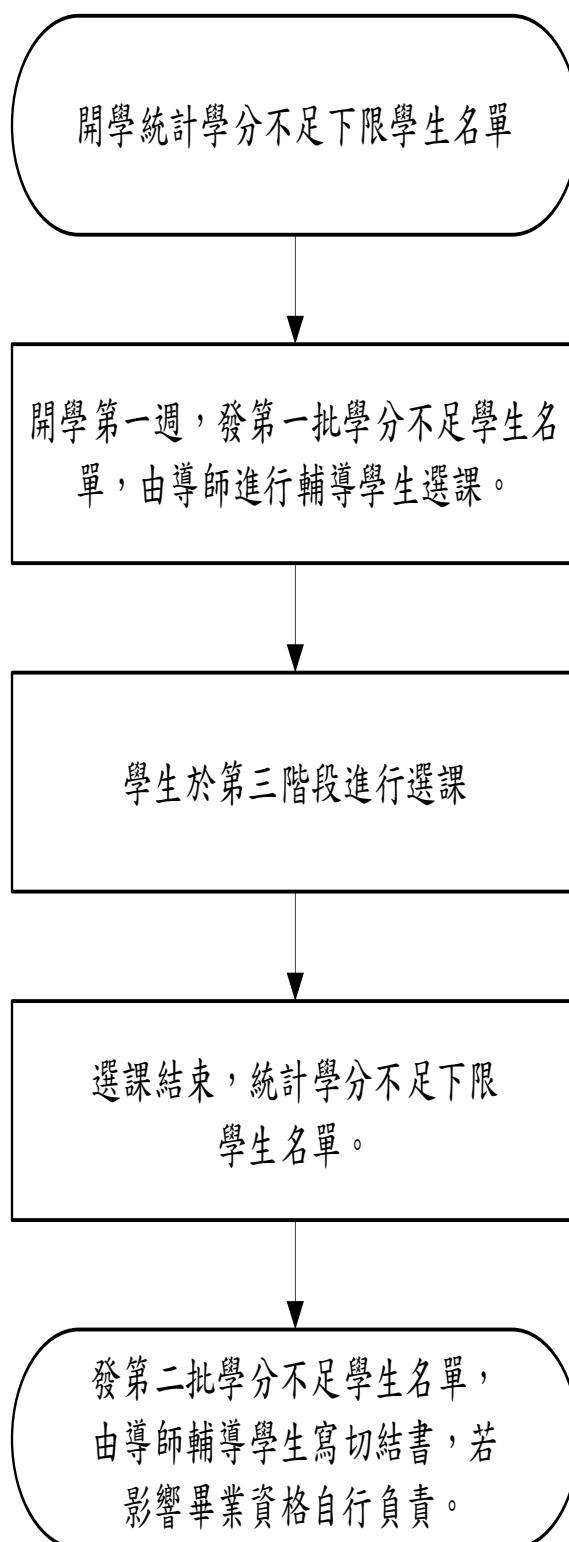 開學統計學分不足下限學生名單
開學第一週，發第一批學分不足學生名
單，由導師進行輔導學生選課。
學生於第三階段進行選課
選課結束，統計學分不足下限
學生名單。
發第二批學分不足學生名單，
由導師輔導學生寫切結書，若
影響畢業資格自行負責。